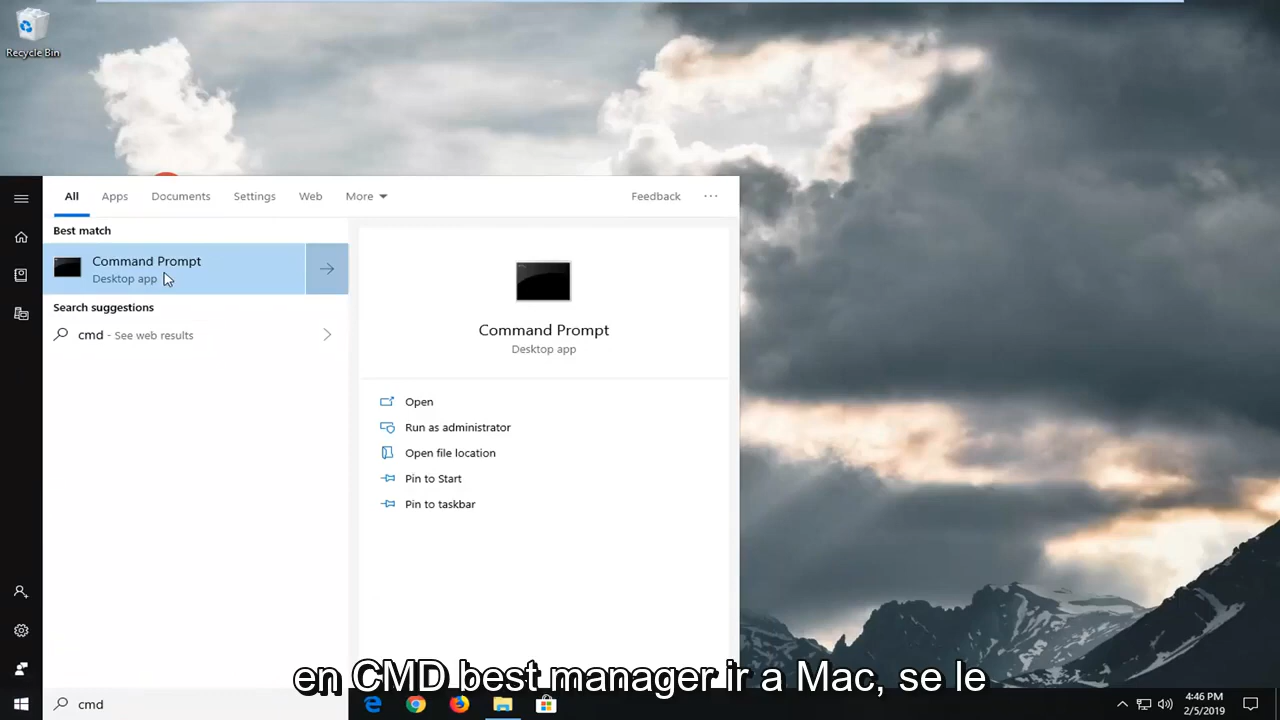 Recycle Bin
All Apps Documents Settings Web More Feedback ...
Best match
Command Prompt
Desktop app
Search suggestions
cmd - See web results
Command Prompt
Desktop app
Open
Run as administrator
Open file location
Pin to Start
Pin to taskbar
en CMD best manager ir a Mac, se le
cmd
4:46 PM
2/5/2019